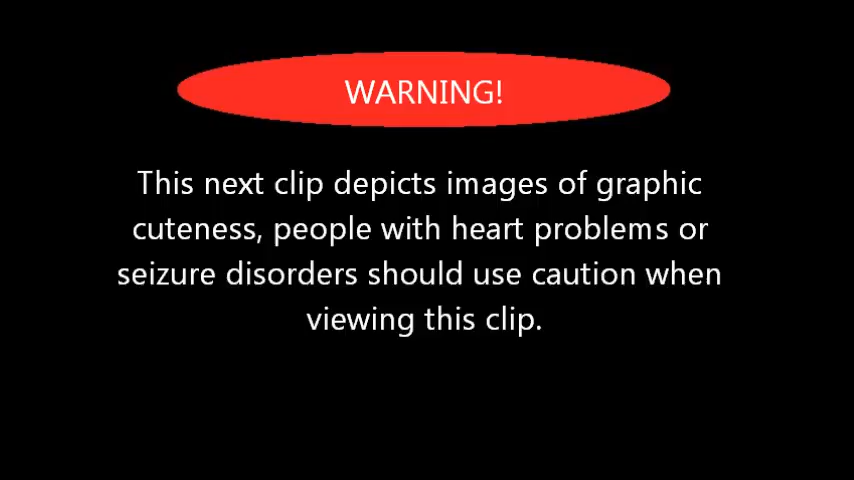 WARNING!
This next clip depicts images of graphic
cuteness, people with heart problems or
seizure disorders should use caution when
viewing this clip.